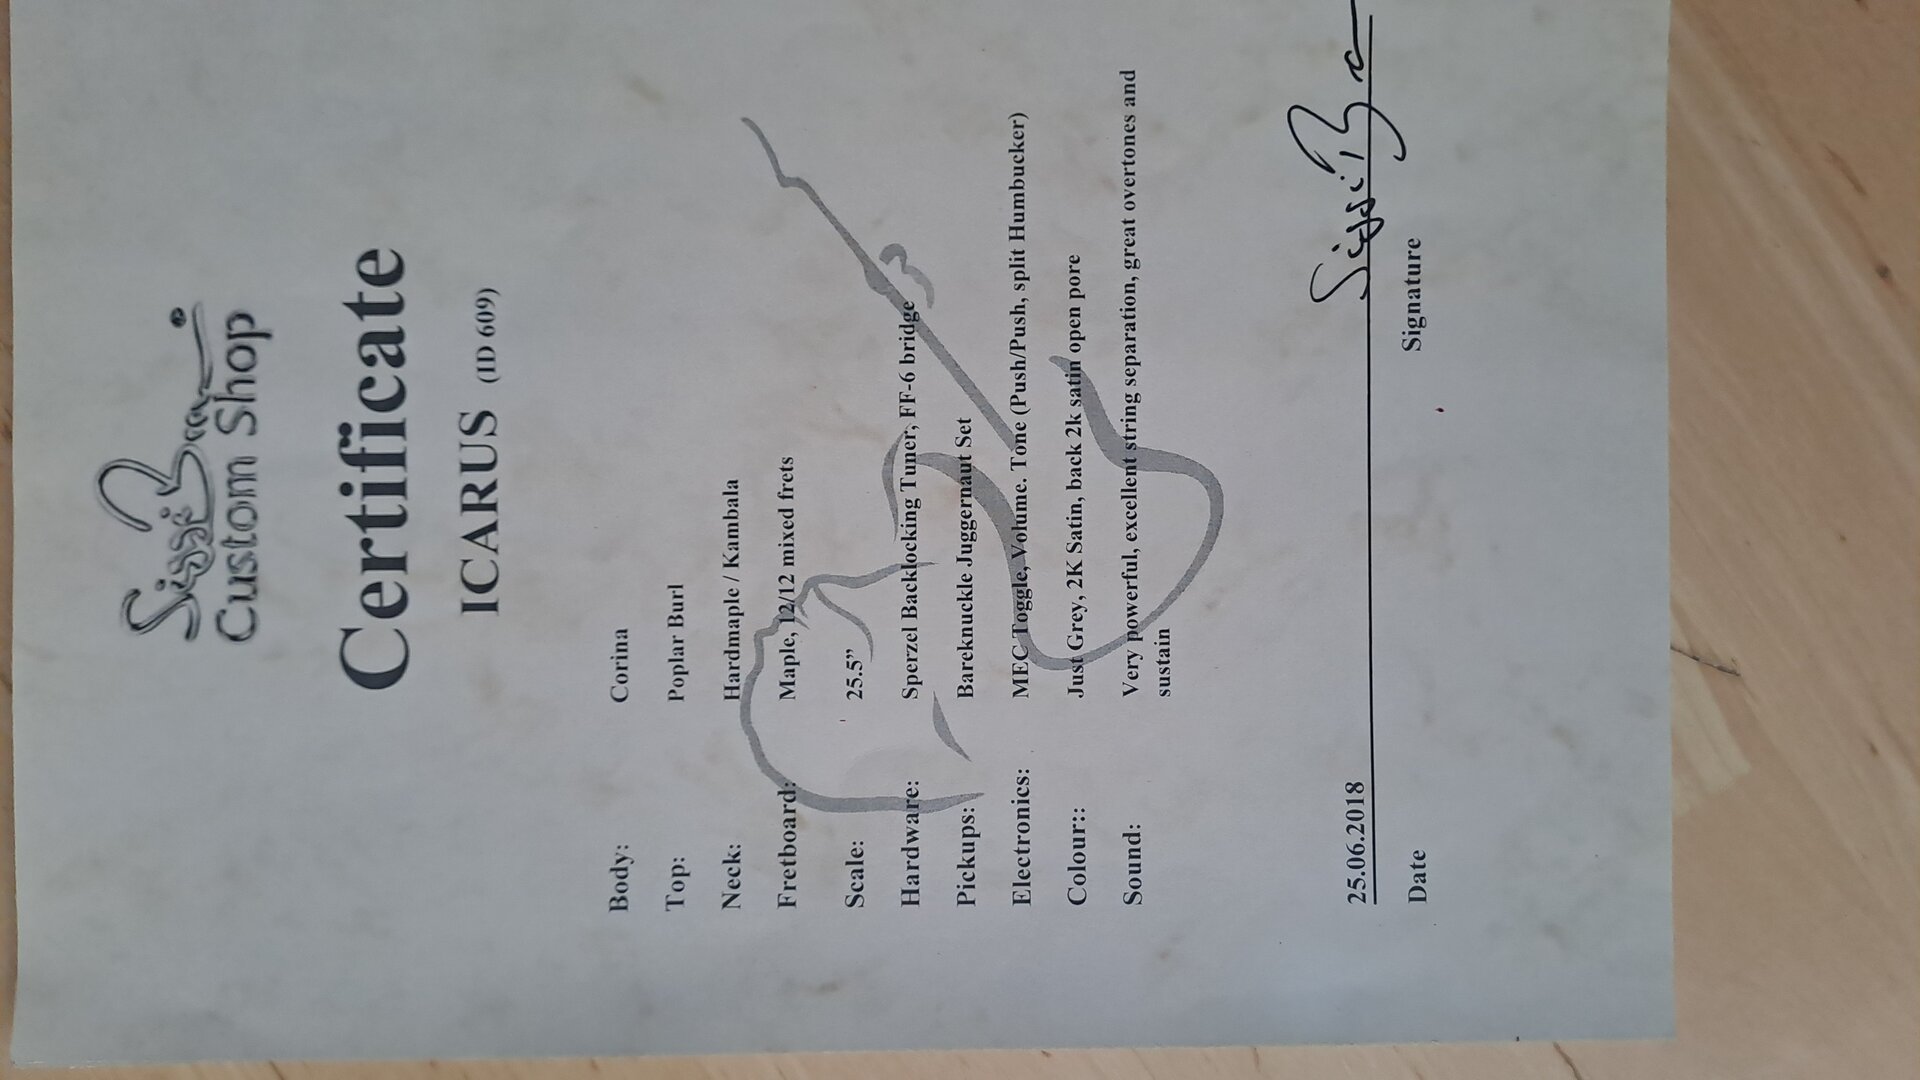 SissiBara
Custom Shop
Certificate
ICARUS (ID 609)
Body: Corina
Top: Poplar Burl
Neck: Hardmaple / Kambala
Fretboard: Maple, 12/12 mixed frets
Scale: 25.5”
Hardware: Sperzel Backlocking Tuner, FF-6 bridge
Pickups: Bareknuckle Juggernaut Set
Electronics: MEC Toggle, Volume. Tone (Push/Push, split Humbucker)
Colour:: Just Grey, 2K Satin, back 2k satin open pore
Sound: Very powerful, excellent string separation, great overtones and
sustain
25.06.2018
Date Signature